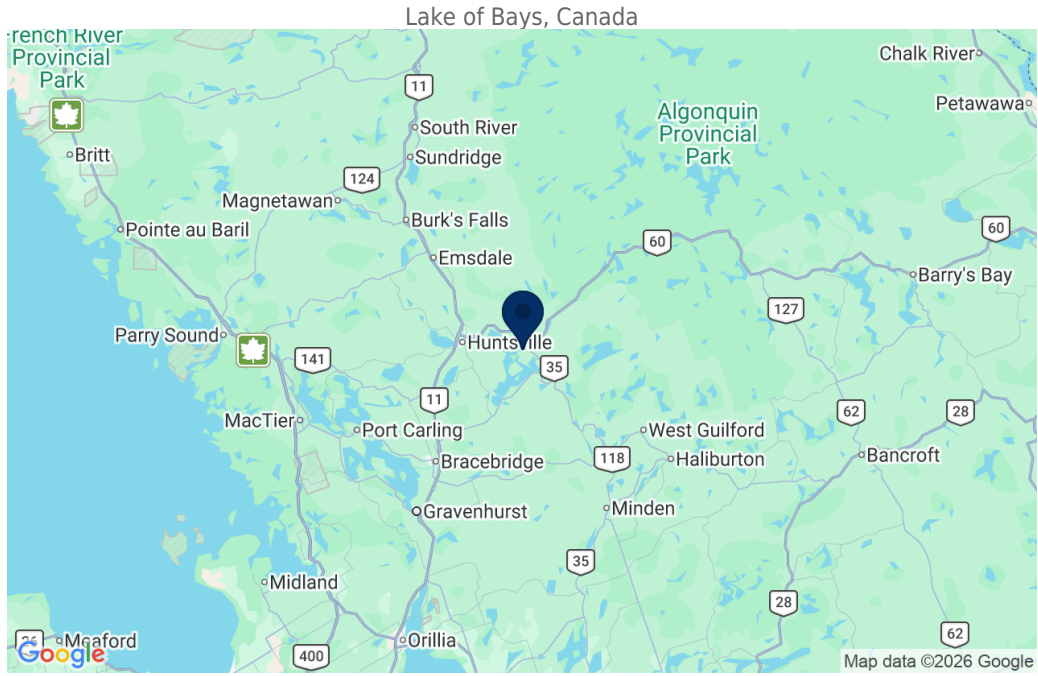 Lake of Bays, Canada
French River
Provincial
Park
Chalk River
11
Algonquin
Provincial
Park
Petawawa
South River
Britt
Sundridge
124
Magnetawan
Burk's Falls
Pointe au Baril
60
60
Emsdale
Barry's Bay
127
Parry Sound
Huntsville
141
35
11
62
28
MacTier
Port Carling
West Guilford
Bracebridge
118
Haliburton
Bancroft
Gravenhurst
Minden
35
Midland
28
26
Meaford
Orillia
62
400
Google
Map data ©2026 Google